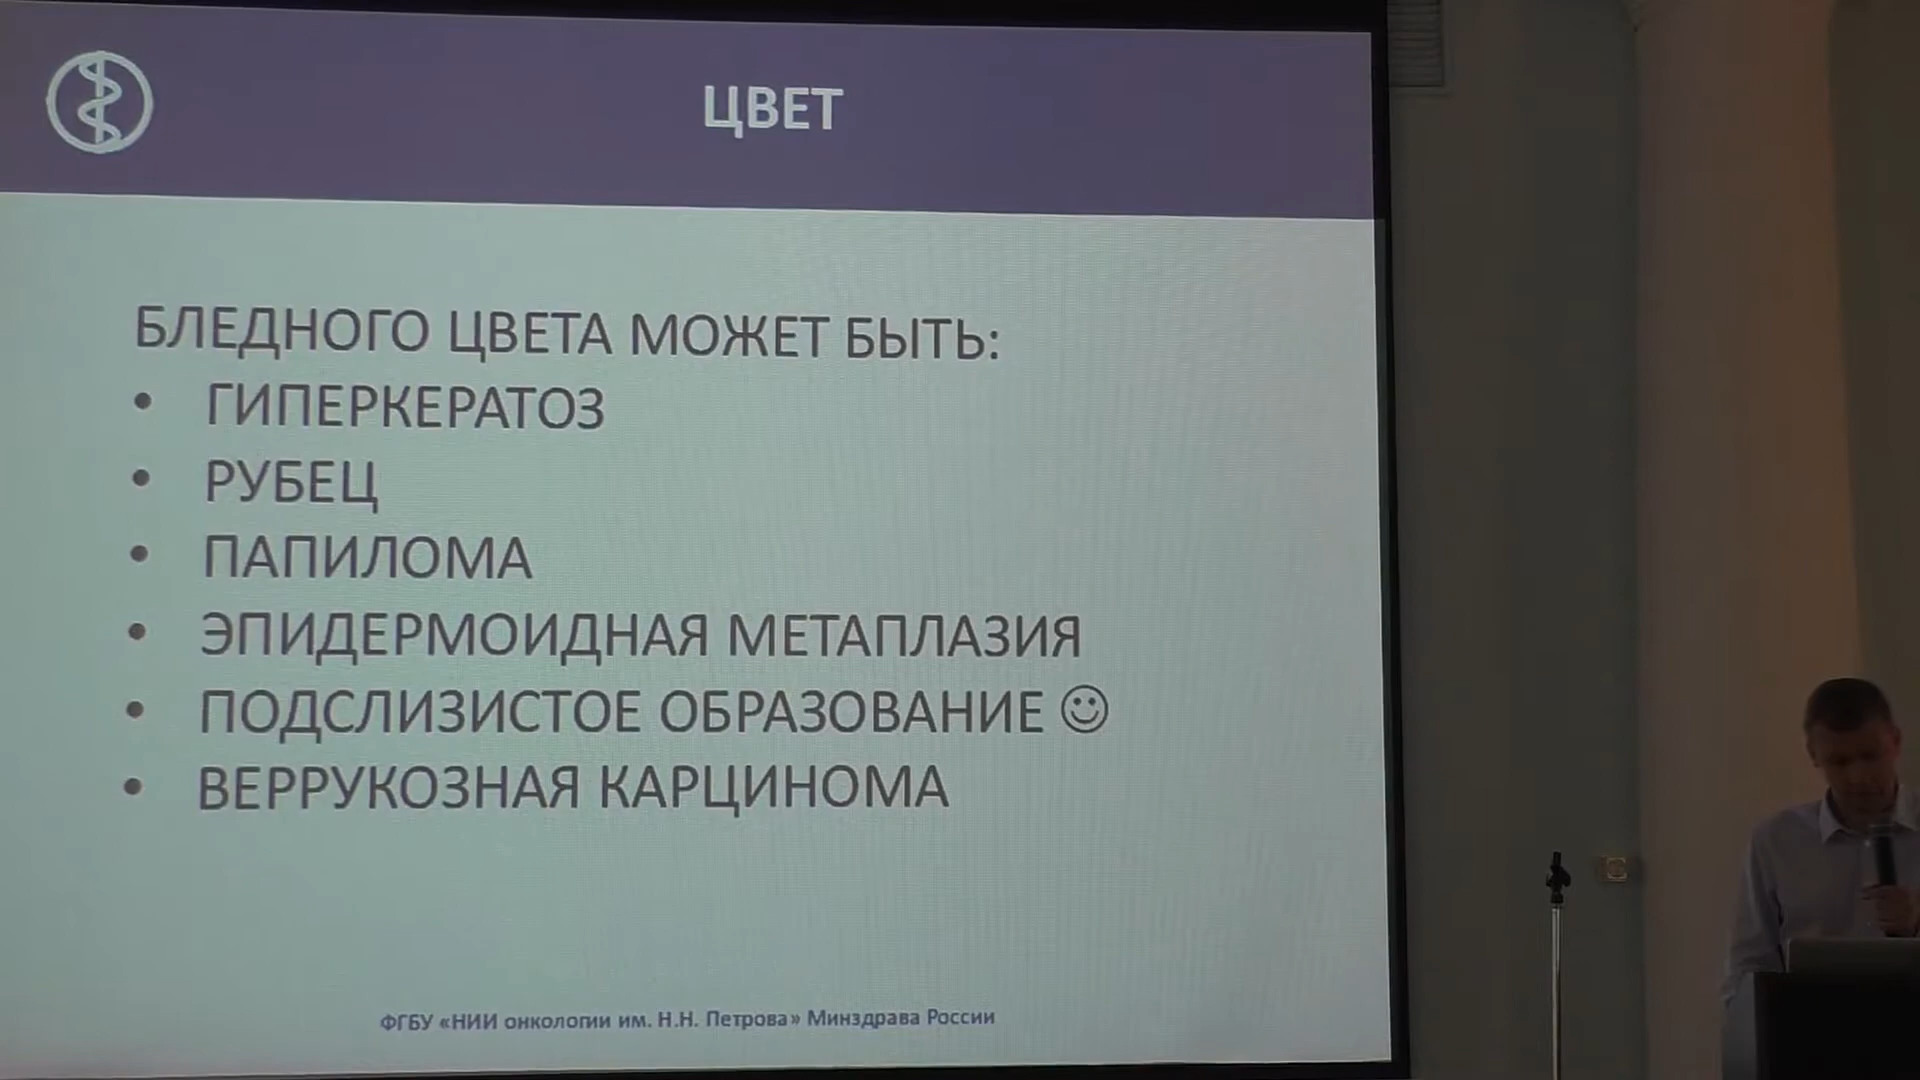 ЦВЕТ
БЛЕДНОГО ЦВЕТА МОЖЕТ БЫТЬ:
• ГИПЕРКЕРАТОЗ
• РУБЕЦ
• ПАПИЛОМА
• ЭПИДЕРМОИДНАЯ МЕТАПЛАЗИЯ
• ПОДСЛИЗИСТОЕ ОБРАЗОВАНИЕ ☺
• ВЕРРУКОЗНАЯ КАРЦИНОМА
ФГБУ «НИИ онкологии им. Н.Н. Петрова» Минздрава России